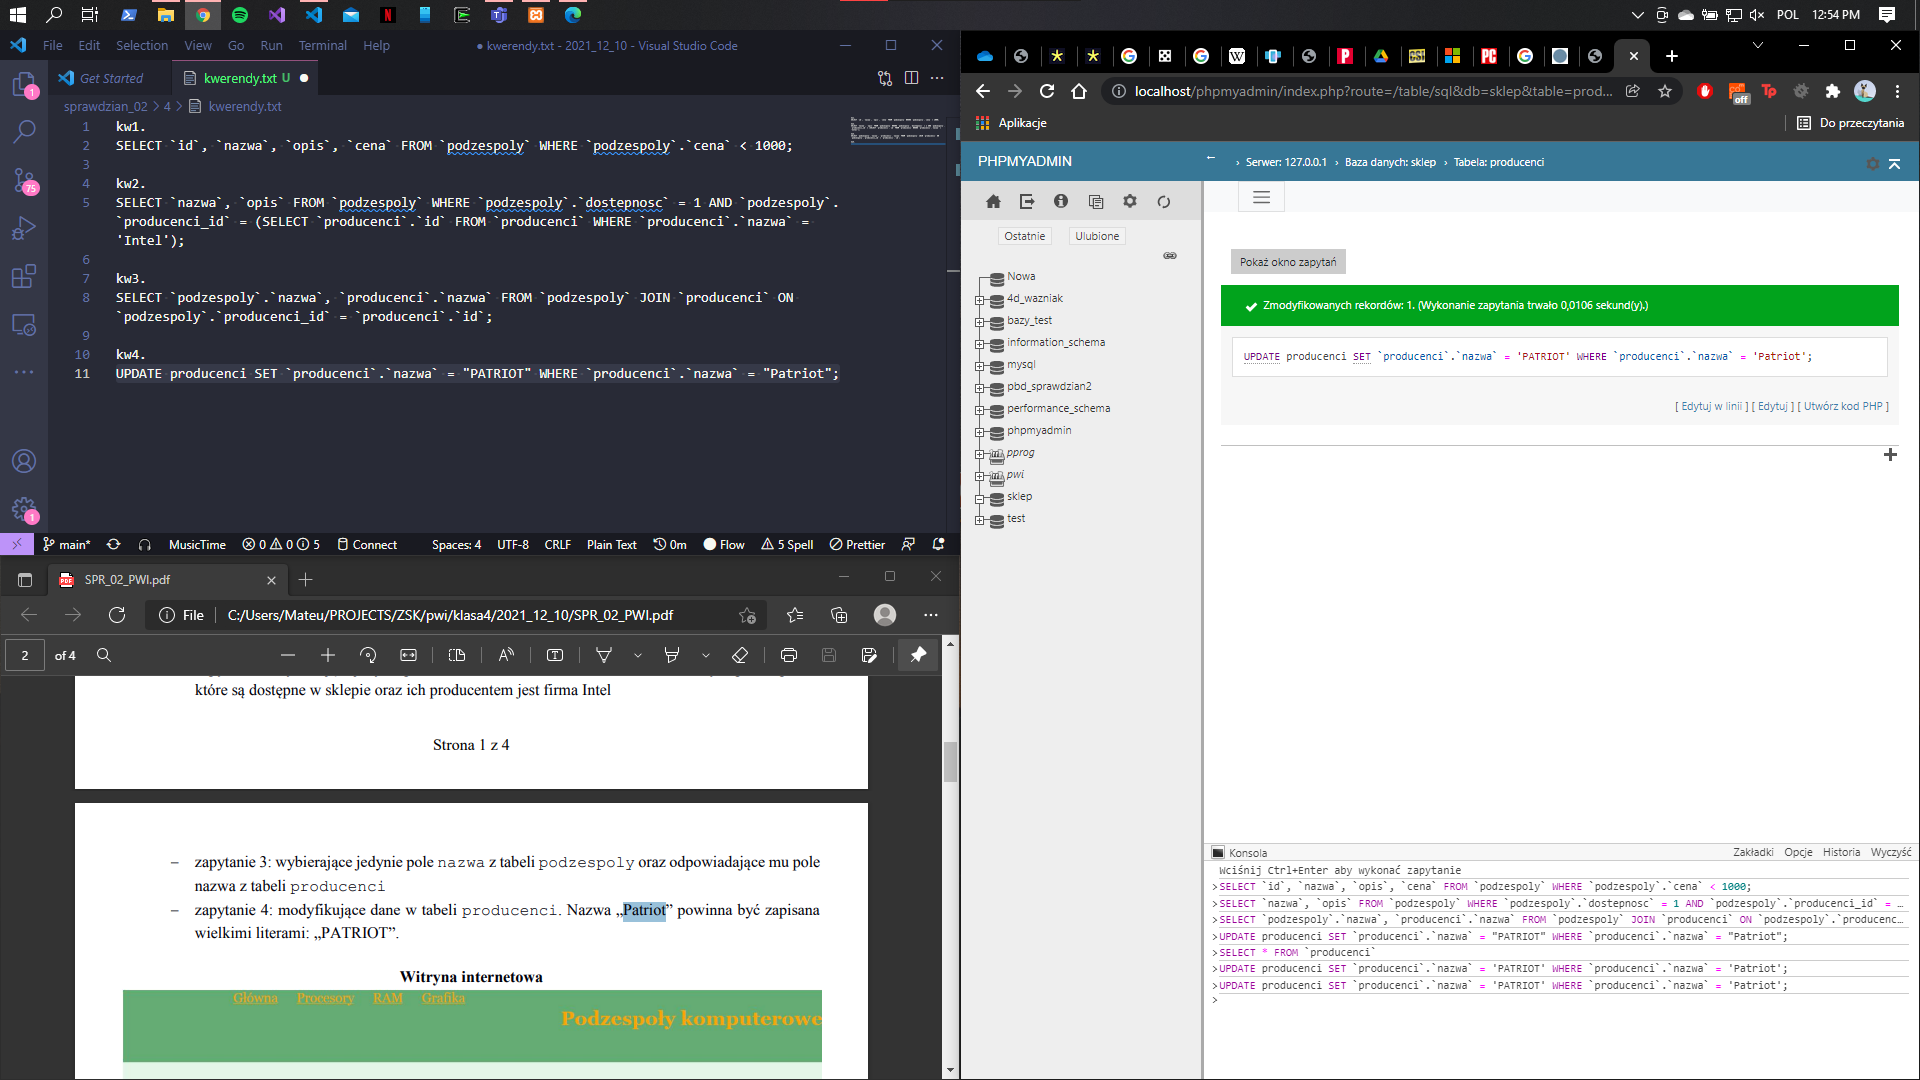 POL 12:54 PM
File Edit Selection View Go Run Terminal Help
● kwerendy.txt - 2021_12_10 - Visual Studio Code
Get Started
kwerendy.txt U
sprawdzian_02 > 4 > kwerendy.txt
1 kw1.
2 SELECT `id`, `nazwa`, `opis`, `cena` FROM `podzespoly` WHERE `podzespoly`.`cena` < 1000;
3
4 kw2.
5 SELECT `nazwa`, `opis` FROM `podzespoly` WHERE `podzespoly`.`dostepnosc` = 1 AND `podzespoly`.
`producenci_id` = (SELECT `producenci`.`id` FROM `producenci` WHERE `producenci`.`nazwa` =
'Intel');
6
7 kw3.
8 SELECT `podzespoly`.`nazwa`, `producenci`.`nazwa` FROM `podzespoly` JOIN `producenci` ON
`podzespoly`.`producenci_id` = `producenci`.`id`;
9
10 kw4.
11 UPDATE producenci SET `producenci`.`nazwa` = "PATRIOT" WHERE `producenci`.`nazwa` = "Patriot";
1
75
1
main* MusicTime 0 0 5 Connect Spaces: 4 UTF-8 CRLF Plain Text 0m Flow 5 Spell Prettier
SPR_02_PWI.pdf
File C:/Users/Mateu/PROJECTS/ZSK/pwi/klasa4/2021_12_10/SPR_02_PWI.pdf
2 of 4
które są dostępne w sklepie oraz ich producentem jest firma Intel
Strona 1 z 4
– zapytanie 3: wybierające jedynie pole nazwa z tabeli podzespoly oraz odpowiadające mu pole
nazwa z tabeli producenci
– zapytanie 4: modyfikujące dane w tabeli producenci. Nazwa „Patriot” powinna być zapisana
wielkimi literami: „PATRIOT”.
Witryna internetowa
Główna Procesory RAM Grafika
Podzespoły komputerowe
localhost/phpmyadmin/index.php?route=/table/sql&db=sklep&table=prod...
off
Tp
Aplikacje
Do przeczytania
PHPMYADMIN
← › Serwer: 127.0.0.1 › Baza danych: sklep › Tabela: producenci
Ostatnie Ulubione
Nowa
4d_wazniak
bazy_test
information_schema
mysql
pbd_sprawdzian2
performance_schema
phpmyadmin
pprog
pwi
sklep
test
Pokaż okno zapytań
Zmodyfikowanych rekordów: 1. (Wykonanie zapytania trwało 0,0106 sekund(y).)
UPDATE producenci SET `producenci`.`nazwa` = 'PATRIOT' WHERE `producenci`.`nazwa` = 'Patriot';
[ Edytuj w linii ] [ Edytuj ] [ Utwórz kod PHP ]
Konsola
Zakładki Opcje Historia Wyczyść
Wciśnij Ctrl+Enter aby wykonać zapytanie
>SELECT `id`, `nazwa`, `opis`, `cena` FROM `podzespoly` WHERE `podzespoly`.`cena` < 1000;
>SELECT `nazwa`, `opis` FROM `podzespoly` WHERE `podzespoly`.`dostepnosc` = 1 AND `podzespoly`.`producenci_id` = ...
>SELECT `podzespoly`.`nazwa`, `producenci`.`nazwa` FROM `podzespoly` JOIN `producenci` ON `podzespoly`.`producenc...
>UPDATE producenci SET `producenci`.`nazwa` = "PATRIOT" WHERE `producenci`.`nazwa` = "Patriot";
>SELECT * FROM `producenci`
>UPDATE producenci SET `producenci`.`nazwa` = 'PATRIOT' WHERE `producenci`.`nazwa` = 'Patriot';
>UPDATE producenci SET `producenci`.`nazwa` = 'PATRIOT' WHERE `producenci`.`nazwa` = 'Patriot';
>